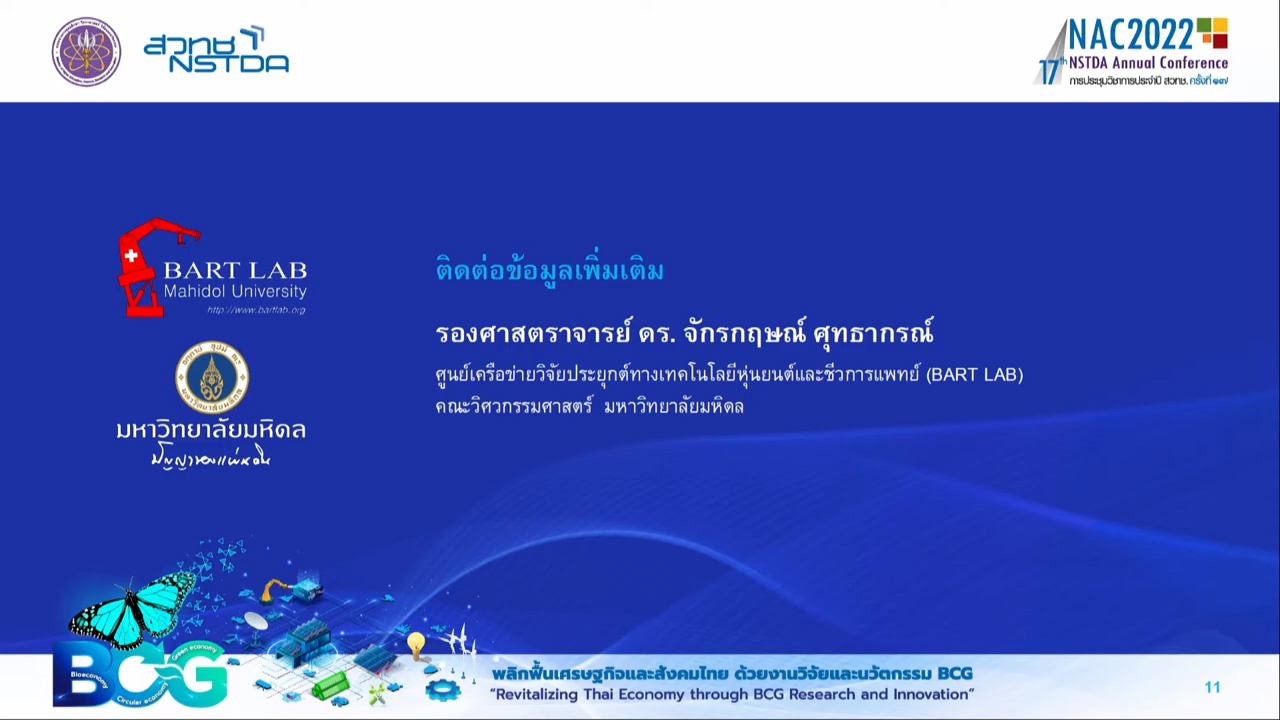 สวทช
NSTDA
NAC2022
17th NSTDA Annual Conference
การประชุมวิชาการประจำปี สวทช. ครั้งที่ ๑๗
BART LAB
Mahidol University
http://www.bartlab.org
มหาวิทยาลัยมหิดล
ปัญญาของแผ่นดิน
ติดต่อข้อมูลเพิ่มเติม
รองศาสตราจารย์ ดร. จักรกฤษณ์ ศุทธากรณ์
ศูนย์เครือข่ายวิจัยประยุกต์ทางเทคโนโลยีหุ่นยนต์และชีวการแพทย์ (BART LAB)
คณะวิศวกรรมศาสตร์ มหาวิทยาลัยมหิดล
BCG
Bioeconomy
Circular economy
Green economy
พลิกฟื้นเศรษฐกิจและสังคมไทย ด้วยงานวิจัยและนวัตกรรม BCG
“Revitalizing Thai Economy through BCG Research and Innovation”
11